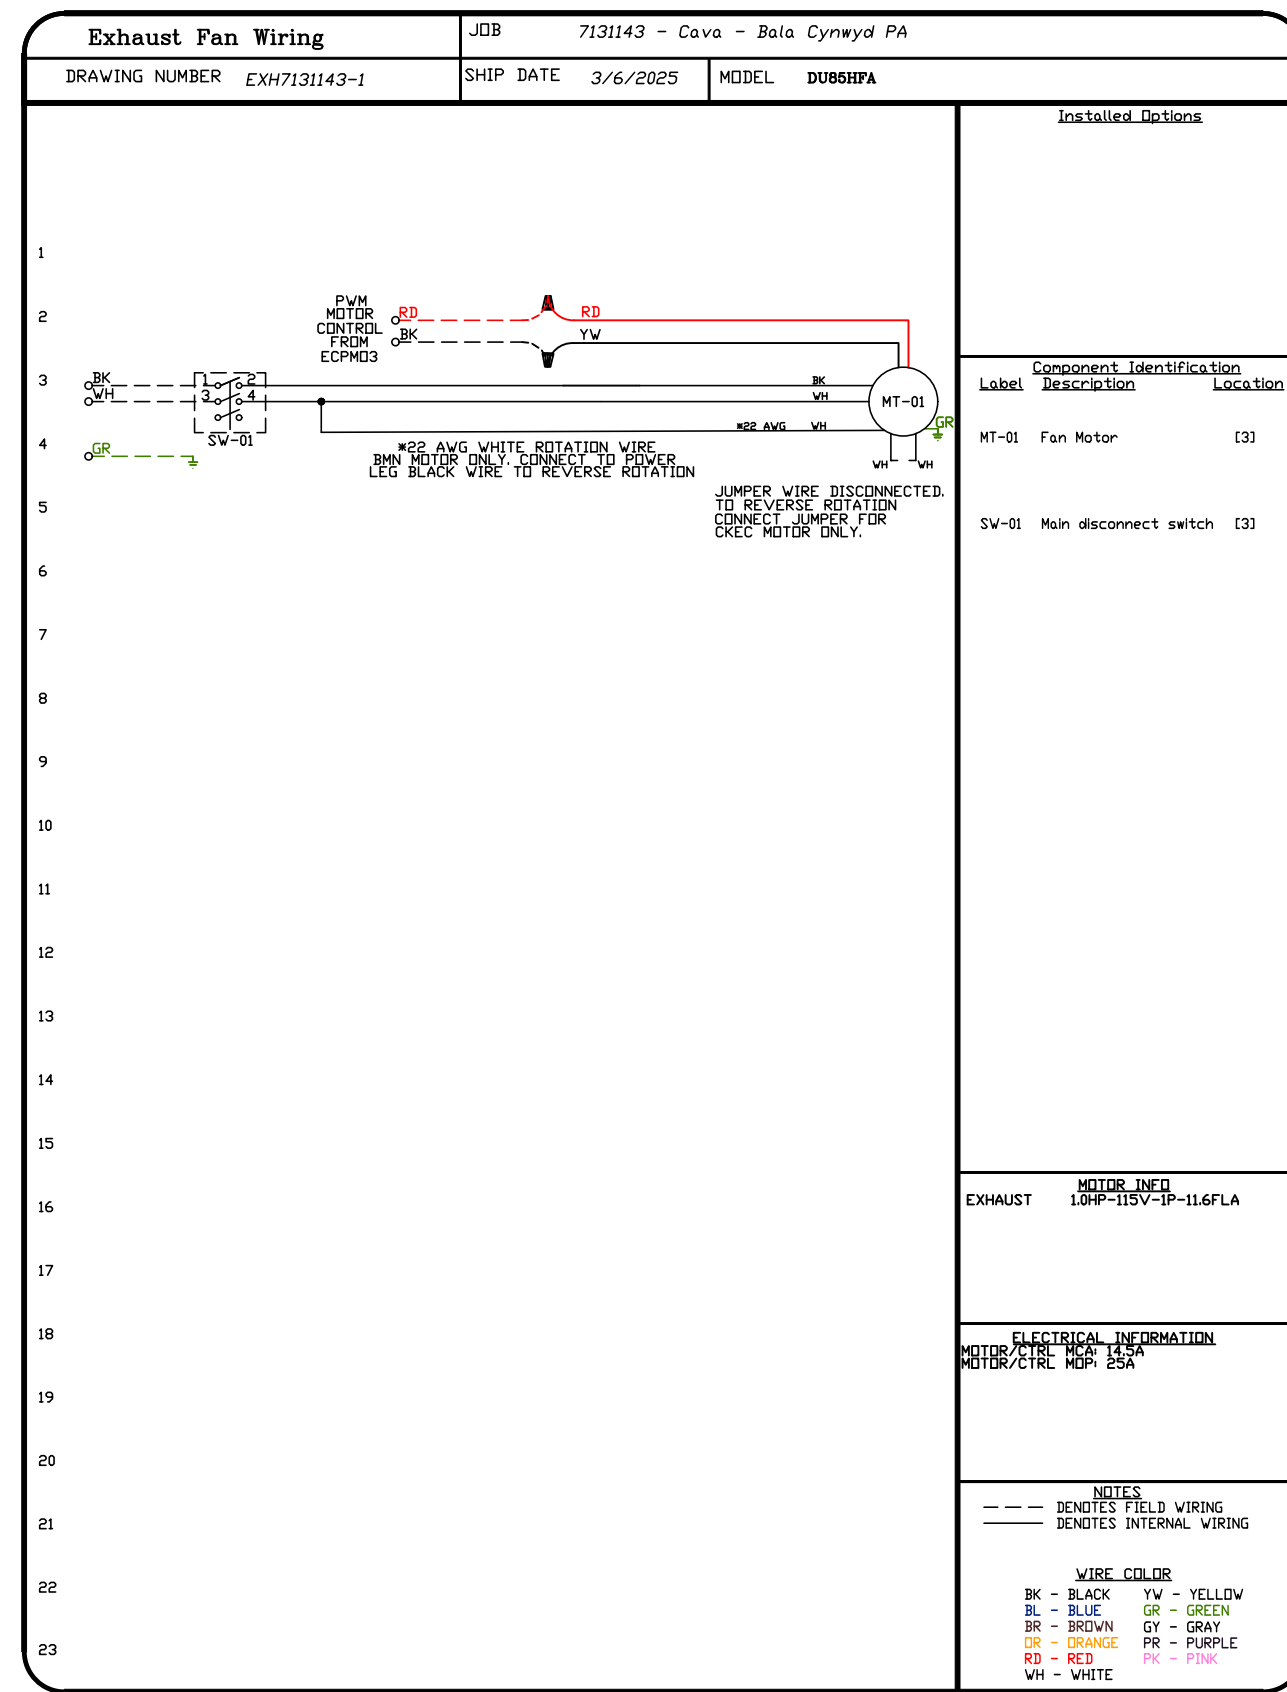 Exhaust Fan Wiring
JOB 7131143 - Cava - Bala Cynwyd PA
DRAWING NUMBER EXH7131143-1
SHIP DATE 3/6/2025
MODEL DU85HFA
Installed Options
1
2
PWM
MOTOR
CONTROL
FROM
ECPM03
RD
BK
RD
YW
3
BK
WH
1 2
3 4
SW-01
BK
WH
MT-01
*22 AWG WH
GR
4
GR
*22 AWG WHITE ROTATION WIRE
BMN MOTOR ONLY. CONNECT TO POWER
LEG BLACK WIRE TO REVERSE ROTATION
WH WH
JUMPER WIRE DISCONNECTED.
TO REVERSE ROTATION
CONNECT JUMPER FOR
CKEC MOTOR ONLY.
5
6
7
8
9
10
11
12
13
14
15
16
17
18
19
20
21
22
23
Component Identification
Label Description Location
MT-01 Fan Motor [3]
SW-01 Main disconnect switch [3]
MOTOR INFO
EXHAUST 1.0HP-115V-1P-11.6FLA
ELECTRICAL INFORMATION
MOTOR/CTRL MCA: 14.5A
MOTOR/CTRL MOP: 25A
NOTES
DENOTES FIELD WIRING
DENOTES INTERNAL WIRING
WIRE COLOR
BK - BLACK YW - YELLOW
BL - BLUE GR - GREEN
BR - BROWN GY - GRAY
OR - ORANGE PR - PURPLE
RD - RED PK - PINK
WH - WHITE